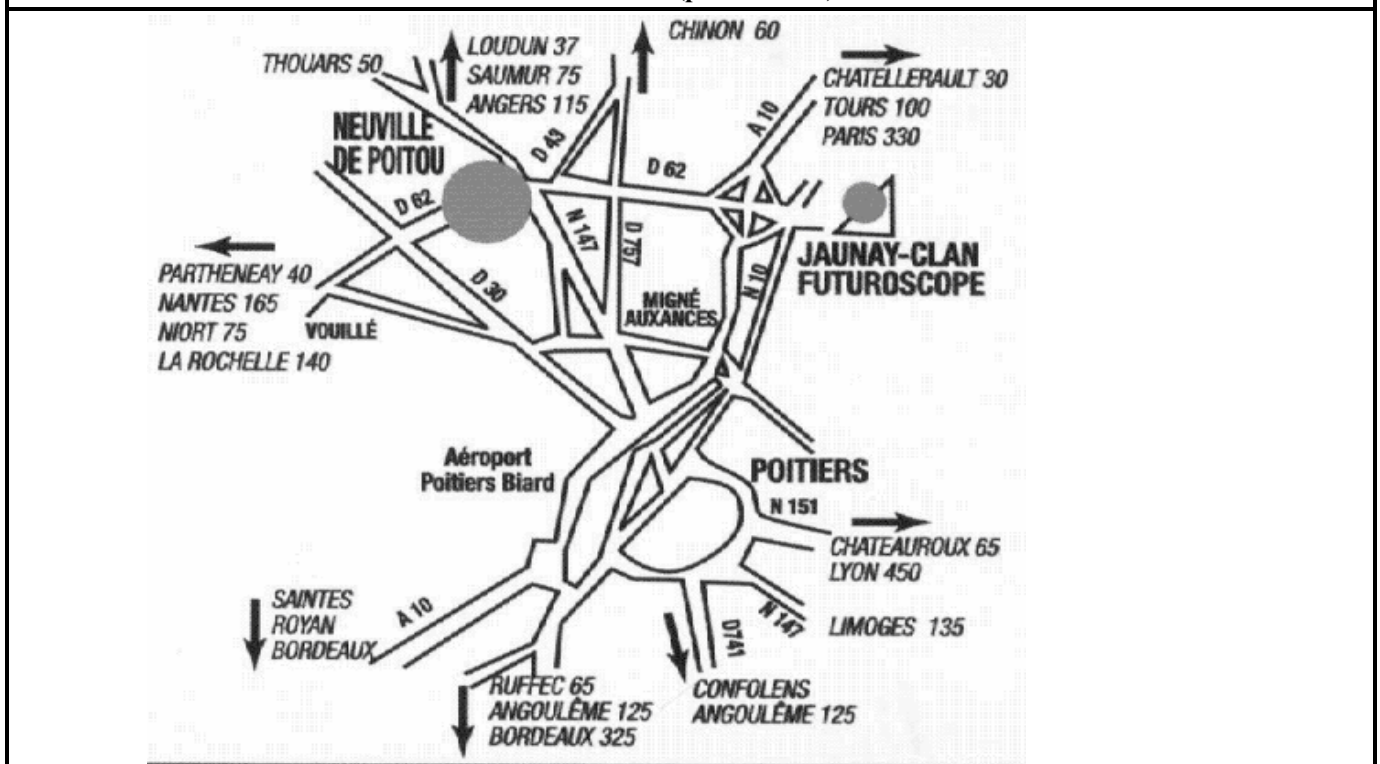 CHINON 60
THOUARS 50
LOUDUN 37
SAUMUR 75
ANGERS 115
CHATELLERAULT 30
TOURS 100
PARIS 330
A 10
NEUVILLE
DE POITOU
D 43
D 62
D 62
N 147
D 757
JAUNAY-CLAN
FUTUROSCOPE
N 10
PARTHENEAY 40
NANTES 165
NIORT 75
LA ROCHELLE 140
VOUILLÉ
D 30
MIGNÉ
AUXANCES
Aéroport
Poitiers Biard
POITIERS
N 151
CHATEAUROUX 65
LYON 450
SAINTES
ROYAN
BORDEAUX
A 10
N 147
LIMOGES 135
D741
RUFFEC 65
ANGOULÊME 125
BORDEAUX 325
CONFOLENS
ANGOULÊME 125